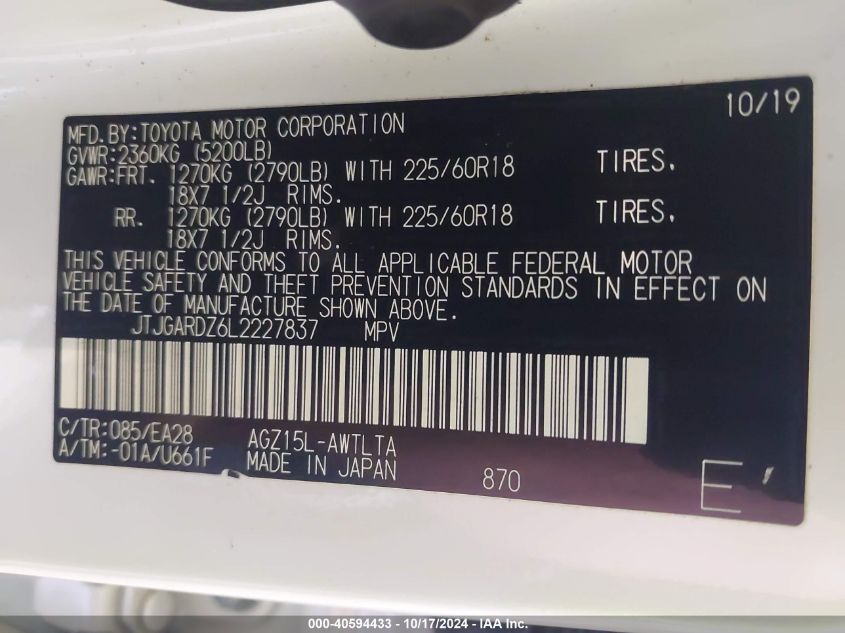 10/19
MFD.BY:TOYOTA MOTOR CORPORATION
GVWR:2360KG (5200LB)
GAWR:FRT. 1270KG (2790LB) WITH 225/60R18 TIRES.
18X7 1/2J RIMS.
RR. 1270KG (2790LB) WITH 225/60R18 TIRES,
18X7 1/2J RIMS.
THIS VEHICLE CONFORMS TO ALL APPLICABLE FEDERAL MOTOR
VEHICLE SAFETY AND THEFT PREVENTION STANDARDS IN EFFECT ON
THE DATE OF MANUFACTURE SHOWN ABOVE.
JTJGARDZ6L2227837 MPV
C/TR:085/EA28 AGZ15L-AWTLTA
A/TM:-01A/U661F MADE IN JAPAN 870
E'
000-40594433 - 10/17/2024 - IAA Inc.